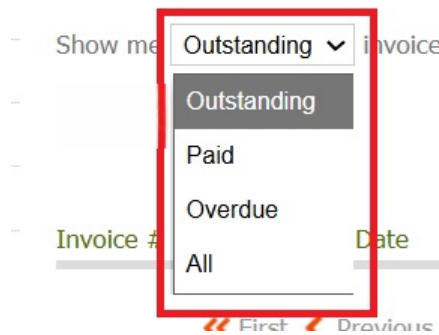 Show me Outstanding invoice
Outstanding
Paid
Overdue
All
Invoice # Date
First Previous